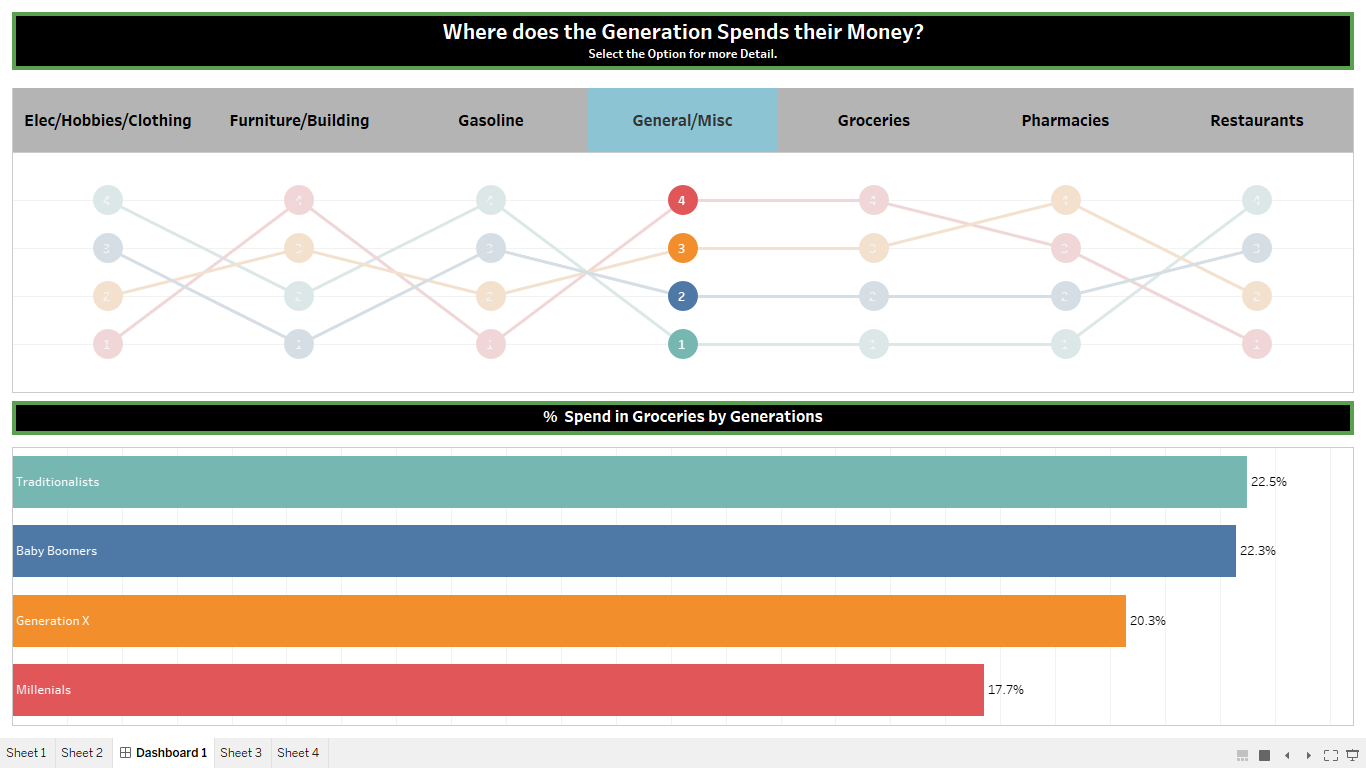 Where does the Generation Spends their Money?
Select the Option for more Detail.
Elec/Hobbies/Clothing Furniture/Building Gasoline General/Misc Groceries Pharmacies Restaurants
4 4 4 4 4 4 4
3 3 3 3 3 3 3
2 2 2 2 2 2 2
1 1 1 1 1 1 1
% Spend in Groceries by Generations
Traditionalists 22.5%
Baby Boomers 22.3%
Generation X 20.3%
Millenials 17.7%
Sheet 1 Sheet 2 Dashboard 1 Sheet 3 Sheet 4